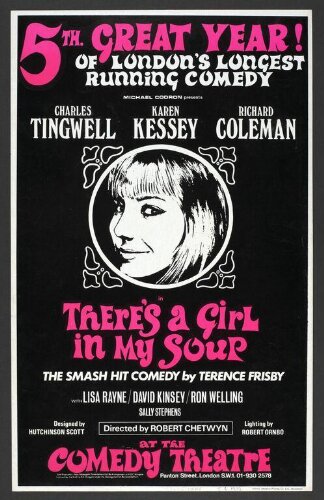 5TH. GREAT YEAR!
OF LONDON'S LONGEST
RUNNING COMEDY
MICHAEL CODRON presents
CHARLES TINGWELL
KAREN KESSEY
RICHARD COLEMAN
in
THERE'S A GIRL
IN MY SOUP
THE SMASH HIT COMEDY by TERENCE FRISBY
WITH LISA RAYNE / DAVID KINSEY / RON WELLING
SALLY STEPHENS
Designed by
HUTCHINSON SCOTT
Directed by ROBERT CHETWYN
Lighting by
ROBERT ORNBO
AT THE
COMEDY THEATRE
Panton Street, London S.W.1. 01-930 2578